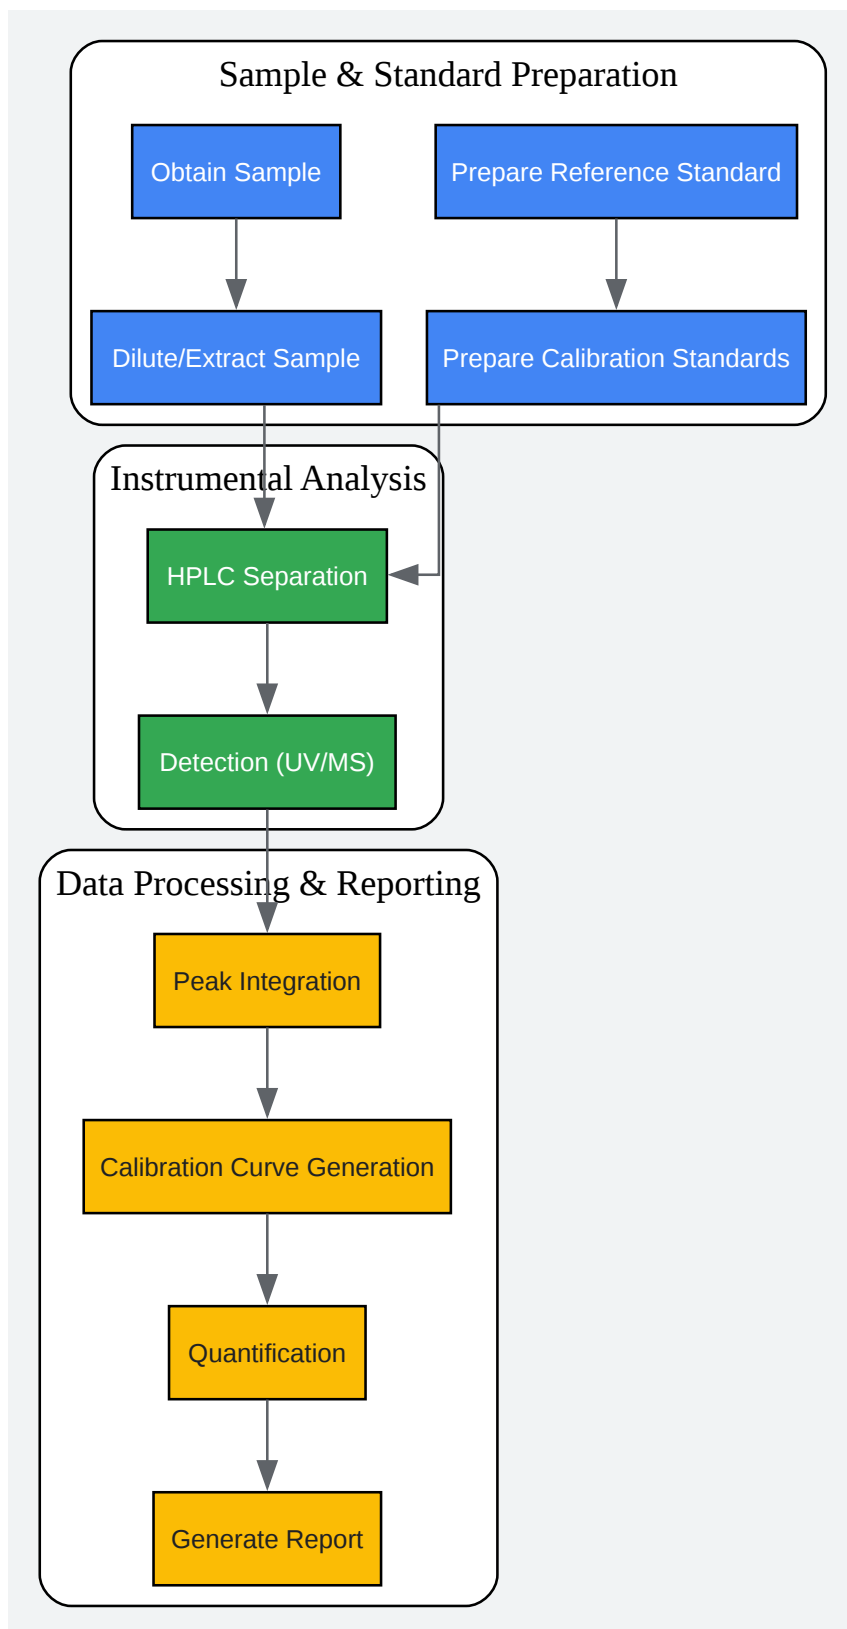 Sample & Standard Preparation
Obtain Sample
Prepare Reference Standard
Dilute/Extract Sample
Prepare Calibration Standards
Instrumental Analysis
HPLC Separation
Detection (UV/MS)
Data Processing & Reporting
Peak Integration
Calibration Curve Generation
Quantification
Generate Report